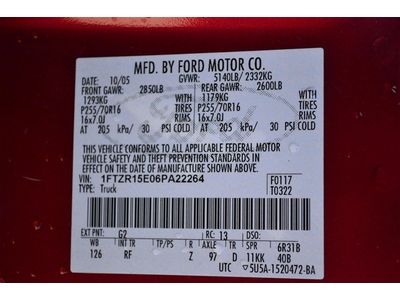 MFD. BY FORD MOTOR CO.
DATE: 10/05 GVWR: 5140LB/ 2332KG
FRONT GAWR: 2850LB REAR GAWR: 2600LB
1293KG WITH 1179KG WITH
P255/70R16 TIRES P255/70R16 TIRES
16x7.0J RIMS 16x7.0J RIMS
AT 205 kPa/ 30 PSI COLD AT 205 kPa/ 30 PSI COLD
THIS VEHICLE CONFORMS TO ALL APPLICABLE FEDERAL MOTOR
VEHICLE SAFETY AND THEFT PREVENTION STANDARDS IN
EFFECT ON THE DATE OF MANUFACTURE SHOWN ABOVE.
VEHICLE IDENTIFICATION NO.
VIN: 1FTZR15E06PA22264 F0117
TYPE: Truck T0322
EXT PNT: G2 RC: 13 DSO:
WB INT TR TP/PS R AXLE TR SPR 6R31B
126 RF Z 97 D 11KK 40B
UTC 5U5A-1520472-BA